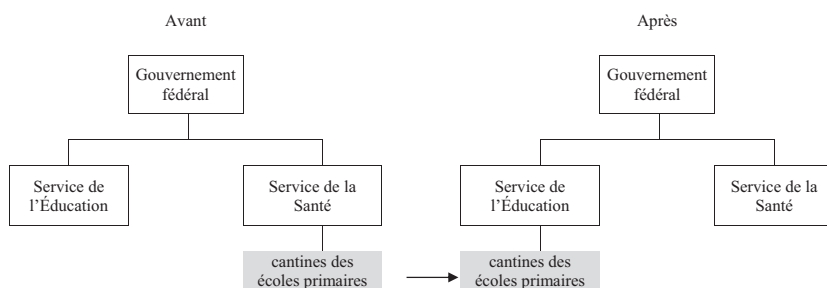 Avant
Après
Gouvernement
fédéral
Gouvernement
fédéral
Service de
l’Éducation
Service de la
Santé
Service de
l’Éducation
Service de la
Santé
cantines des
écoles primaires
cantines des
écoles primaires